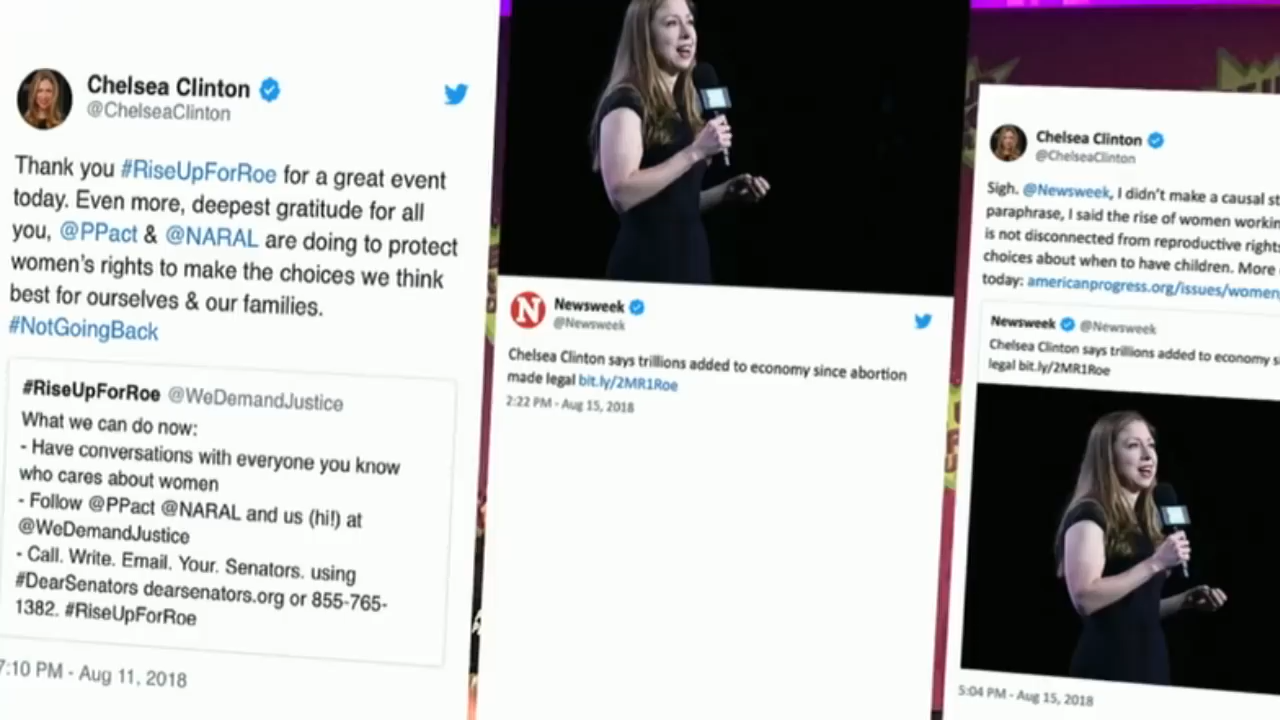 Chelsea Clinton
@ChelseaClinton
Thank you #RiseUpForRoe for a great event
today. Even more, deepest gratitude for all
you, @PPact & @NARAL are doing to protect
women's rights to make the choices we think
best for ourselves & our families.
#NotGoingBack
#RiseUpForRoe @WeDemandJustice
What we can do now:
- Have conversations with everyone you know
who cares about women
- Follow @PPact @NARAL and us (hi!) at
@WeDemandJustice
- Call. Write. Email. Your. Senators. using
#DearSenators dearsenators.org or 855-765-
1382. #RiseUpForRoe
7:10 PM - Aug 11, 2018
N
Newsweek
@Newsweek
Chelsea Clinton says trillions added to economy since abortion
made legal bit.ly/2MR1Roe
2:22 PM - Aug 15, 2018
Chelsea Clinton
@ChelseaClinton
Sigh. @Newsweek, I didn't make a causal st
paraphrase, I said the rise of women workin
is not disconnected from reproductive rights
choices about when to have children. More
today: americanprogress.org/issues/women
Newsweek @Newsweek
Chelsea Clinton says trillions added to economy s
legal bit.ly/2MR1Roe
5:04 PM - Aug 15, 2018